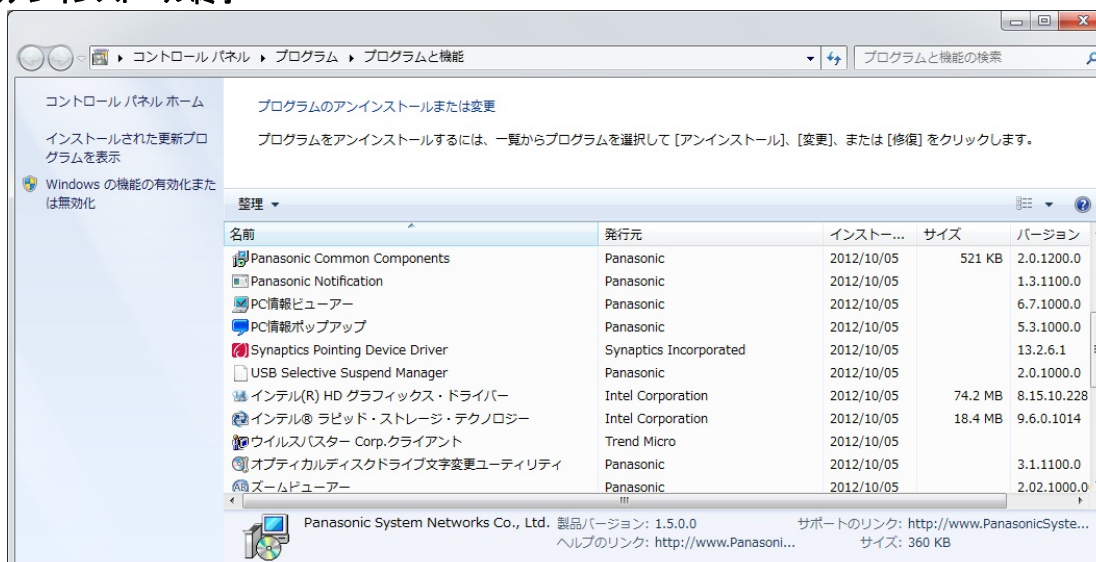 アンインストール終了
コントロール パネル ▸ プログラム ▸ プログラムと機能
プログラムと機能の検索
コントロール パネル ホーム
インストールされた更新プロ
グラムを表示
Windows の機能の有効化また
は無効化
プログラムのアンインストールまたは変更
プログラムをアンインストールするには、一覧からプログラムを選択して [アンインストール]、[変更]、または [修復] をクリックします。
整理
名前 発行元 インストー... サイズ バージョン
Panasonic Common Components Panasonic 2012/10/05 521 KB 2.0.1200.0
Panasonic Notification Panasonic 2012/10/05 1.3.1100.0
PC情報ビューアー Panasonic 2012/10/05 6.7.1000.0
PC情報ポップアップ Panasonic 2012/10/05 5.3.1000.0
Synaptics Pointing Device Driver Synaptics Incorporated 2012/10/05 13.2.6.1
USB Selective Suspend Manager Panasonic 2012/10/05 2.0.1000.0
インテル(R) HD グラフィックス・ドライバー Intel Corporation 2012/10/05 74.2 MB 8.15.10.228
インテル® ラピッド・ストレージ・テクノロジー Intel Corporation 2012/10/05 18.4 MB 9.6.0.1014
ウイルスバスター Corp.クライアント Trend Micro 2012/10/05
オプティカルディスクドライブ文字変更ユーティリティ Panasonic 2012/10/05 3.1.1100.0
ズームビューアー Panasonic 2012/10/05 2.02.1000.0
Panasonic System Networks Co., Ltd. 製品バージョン: 1.5.0.0 サポートのリンク: http://www.PanasonicSyste...
ヘルプのリンク: http://www.Panasoni... サイズ: 360 KB